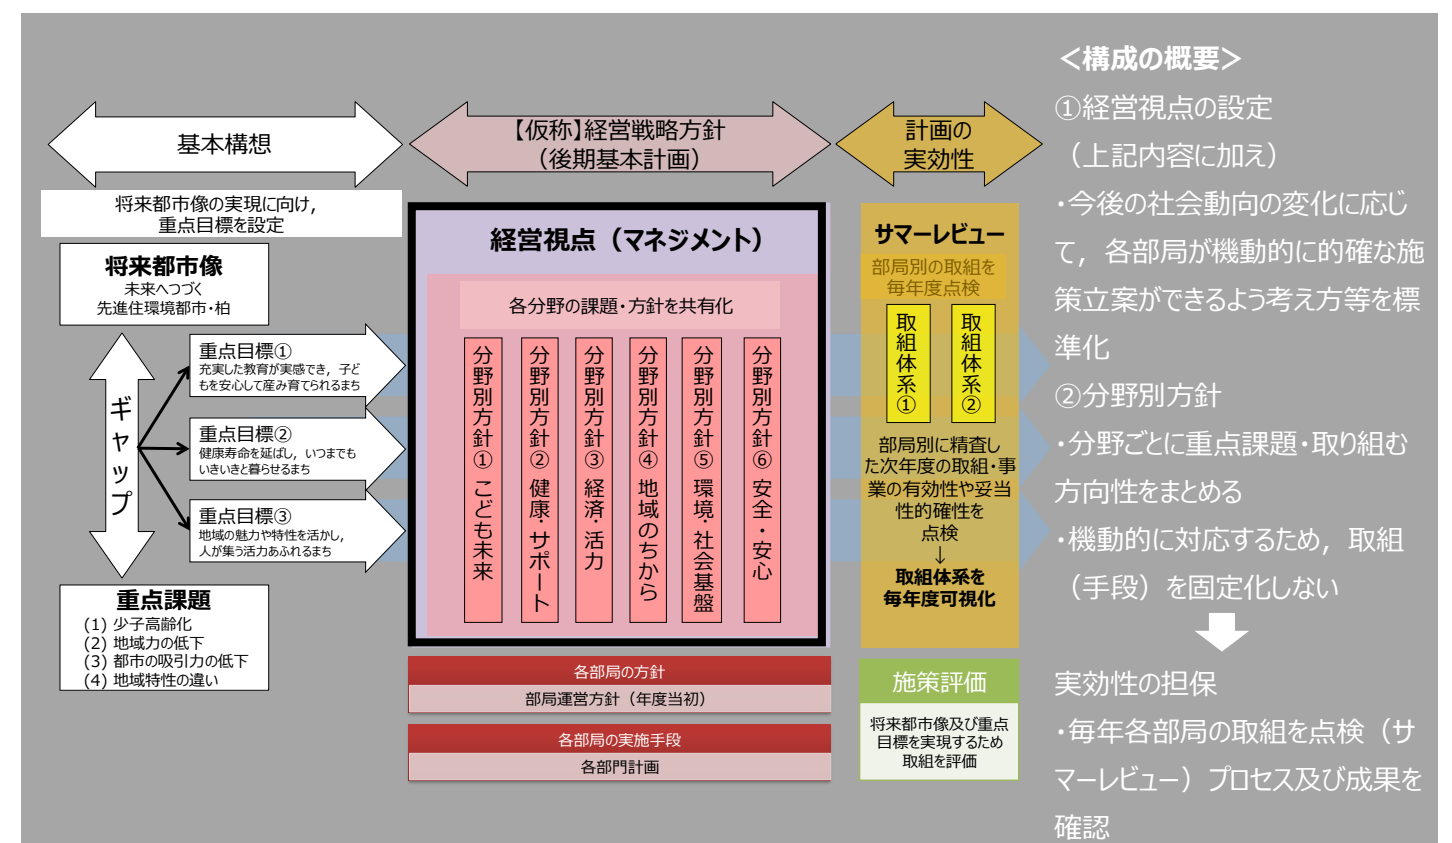 基本構想
【仮称】経営戦略方針
（後期基本計画）
計画の
実効性
将来都市像の実現に向け，
重点目標を設定
将来都市像
未来へつづく
先進住環境都市・柏
ギャップ
重点目標①
充実した教育が実感でき，子ど
もを安心して産み育てられるまち
重点目標②
健康寿命を延ばし，いつまでも
いきいきと暮らせるまち
重点目標③
地域の魅力や特性を活かし，
人が集う活力あふれるまち
重点課題
(1) 少子高齢化
(2) 地域力の低下
(3) 都市の吸引力の低下
(4) 地域特性の違い
経営視点（マネジメント）
各分野の課題・方針を共有化
分野別方針① こども未来
分野別方針② 健康・サポート
分野別方針③ 経済・活力
分野別方針④ 地域のちから
分野別方針⑤ 環境・社会基盤
分野別方針⑥ 安全・安心
各部局の方針
部局運営方針（年度当初）
各部局の実施手段
各部門計画
サマーレビュー
部局別の取組を
毎年度点検
取組体系①
取組体系②
部局別に精査し
た次年度の取組・事
業の有効性や妥当
性的確性を
点検
↓
取組体系を
毎年度可視化
施策評価
将来都市像及び重点
目標を実現するため
取組を評価
＜構成の概要＞
①経営視点の設定
（上記内容に加え）
・今後の社会動向の変化に応じ
て，各部局が機動的に的確な施
策立案ができるよう考え方等を標
準化
②分野別方針
・分野ごとに重点課題・取り組む
方向性をまとめる
・機動的に対応するため，取組
（手段）を固定化しない
実効性の担保
・毎年各部局の取組を点検（サ
マーレビュー）プロセス及び成果を
確認